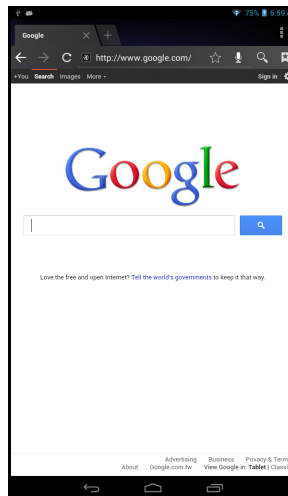 75% 6:59
Google
http://www.google.com/
+You Search Images More
Sign in
Google
Love the free and open Internet? Tell the world's governments to keep it that way.
Advertising Business Privacy & Term
About Google.com.tw View Google in: Tablet | Classi